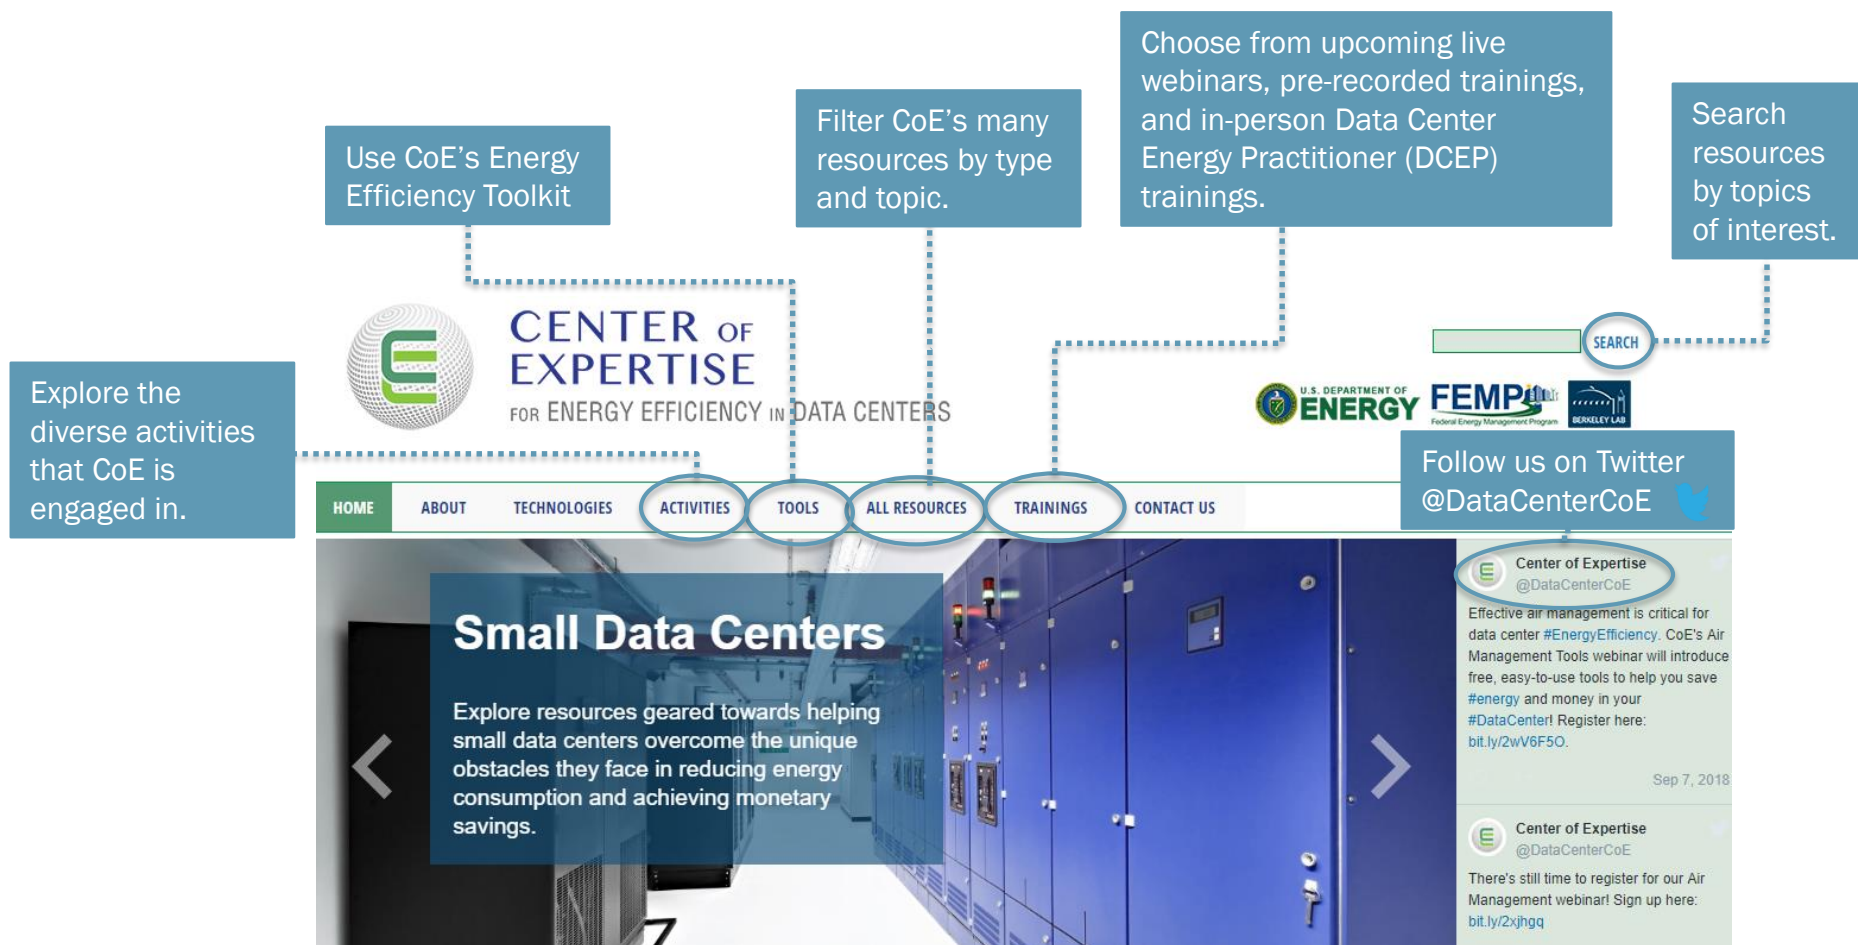 Choose from upcoming live
webinars, pre-recorded trainings,
and in-person Data Center
Energy Practitioner (DCEP)
trainings.
Search
resources
by topics
of interest.
Filter CoE's many
resources by type
and topic.
Use CoE's Energy
Efficiency Toolkit
CENTER OF
EXPERTISE
FOR ENERGY EFFICIENCY IN DATA CENTERS
SEARCH
U.S. DEPARTMENT OF
ENERGY
FEMP
Federal Energy Management Program
BERKELEY LAB
Explore the
diverse activities
that CoE is
engaged in.
Follow us on Twitter
@DataCenterCoE
HOME ABOUT TECHNOLOGIES ACTIVITIES TOOLS ALL RESOURCES TRAININGS CONTACT US
Small Data Centers
Explore resources geared towards helping
small data centers overcome the unique
obstacles they face in reducing energy
consumption and achieving monetary
savings.
Center of Expertise
@DataCenterCoE
Effective air management is critical for
data center #EnergyEfficiency. CoE's Air
Management Tools webinar will introduce
free, easy-to-use tools to help you save
#energy and money in your
#DataCenter! Register here:
bit.ly/2wV6F5O.
Sep 7, 2018
Center of Expertise
@DataCenterCoE
There's still time to register for our Air
Management webinar! Sign up here:
bit.ly/2xjhgq